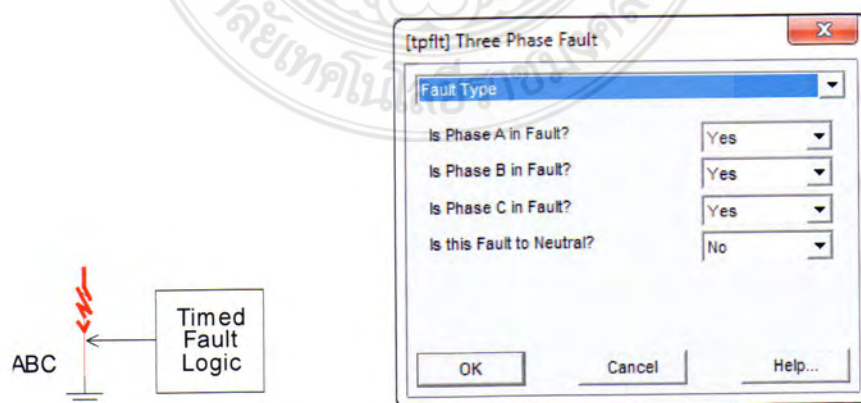 [tpflt] Three Phase Fault
Fault Type
Is Phase A in Fault? Yes
Is Phase B in Fault? Yes
Is Phase C in Fault? Yes
Is this Fault to Neutral? No
OK Cancel Help...
ABC
Timed
Fault
Logic